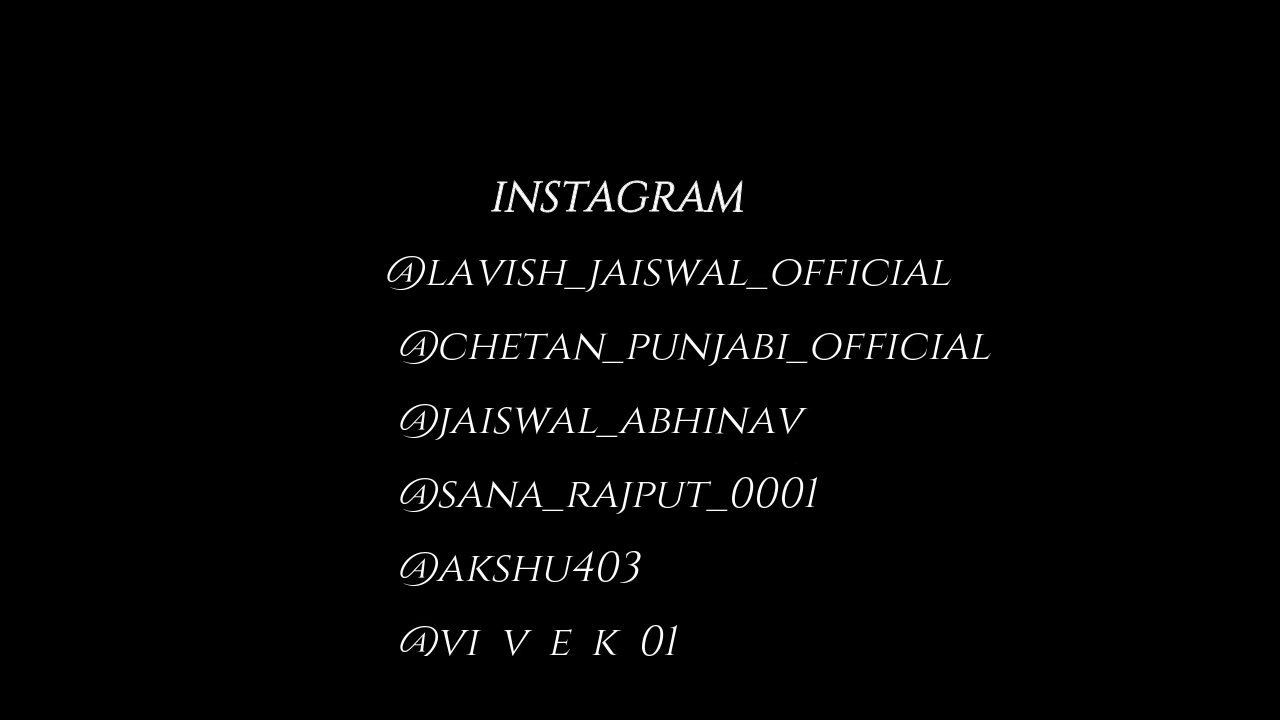 INSTAGRAM
@LAVISH_JAISWAL_OFFICIAL
@CHETAN_PUNJABI_OFFICIAL
@JAISWAL_ABHINAV
@SANA_RAJPUT_0001
@AKSHU403
@VI V E K 01